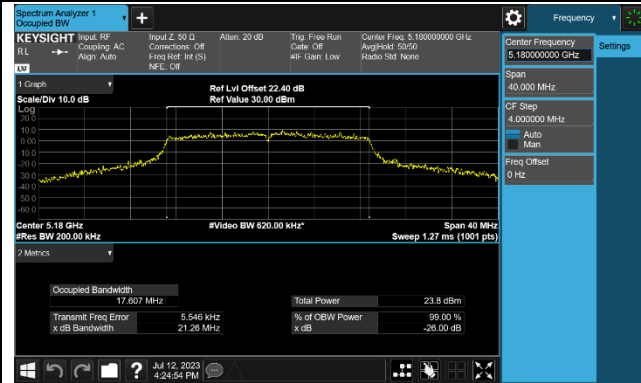 Spectrum Analyzer 1
Occupied BW
+
Frequency
KEYSIGHT
RL
LXI
Input: RF
Coupling: AC
Align: Auto
Input Z: 50 Ω
Corrections: Off
Freq Ref: Int (S)
NFE: Off
Atten: 20 dB
Trig: Free Run
Gate: Off
#IF Gain: Low
Center Freq: 5.180000000 GHz
Avg|Hold: 50/50
Radio Std: None
Center Frequency
5.180000000 GHz
Settings
Span
40.000 MHz
CF Step
4.000000 MHz
Auto
Man
Freq Offset
0 Hz
1 Graph
Scale/Div 10.0 dB
Ref Lvl Offset 22.40 dB
Ref Value 30.00 dBm
Log
20.0
10.0
0.00
-10.0
-20.0
-30.0
-40.0
-50.0
-60.0
Center 5.18 GHz
#Video BW 620.00 kHz*
Span 40 MHz
#Res BW 200.00 kHz
Sweep 1.27 ms (1001 pts)
2 Metrics
Occupied Bandwidth
17.607 MHz
Total Power
23.8 dBm
Transmit Freq Error
5.546 kHz
% of OBW Power
99.00 %
x dB Bandwidth
21.26 MHz
x dB
-26.00 dB
?
Jul 12, 2023
4:24:54 PM